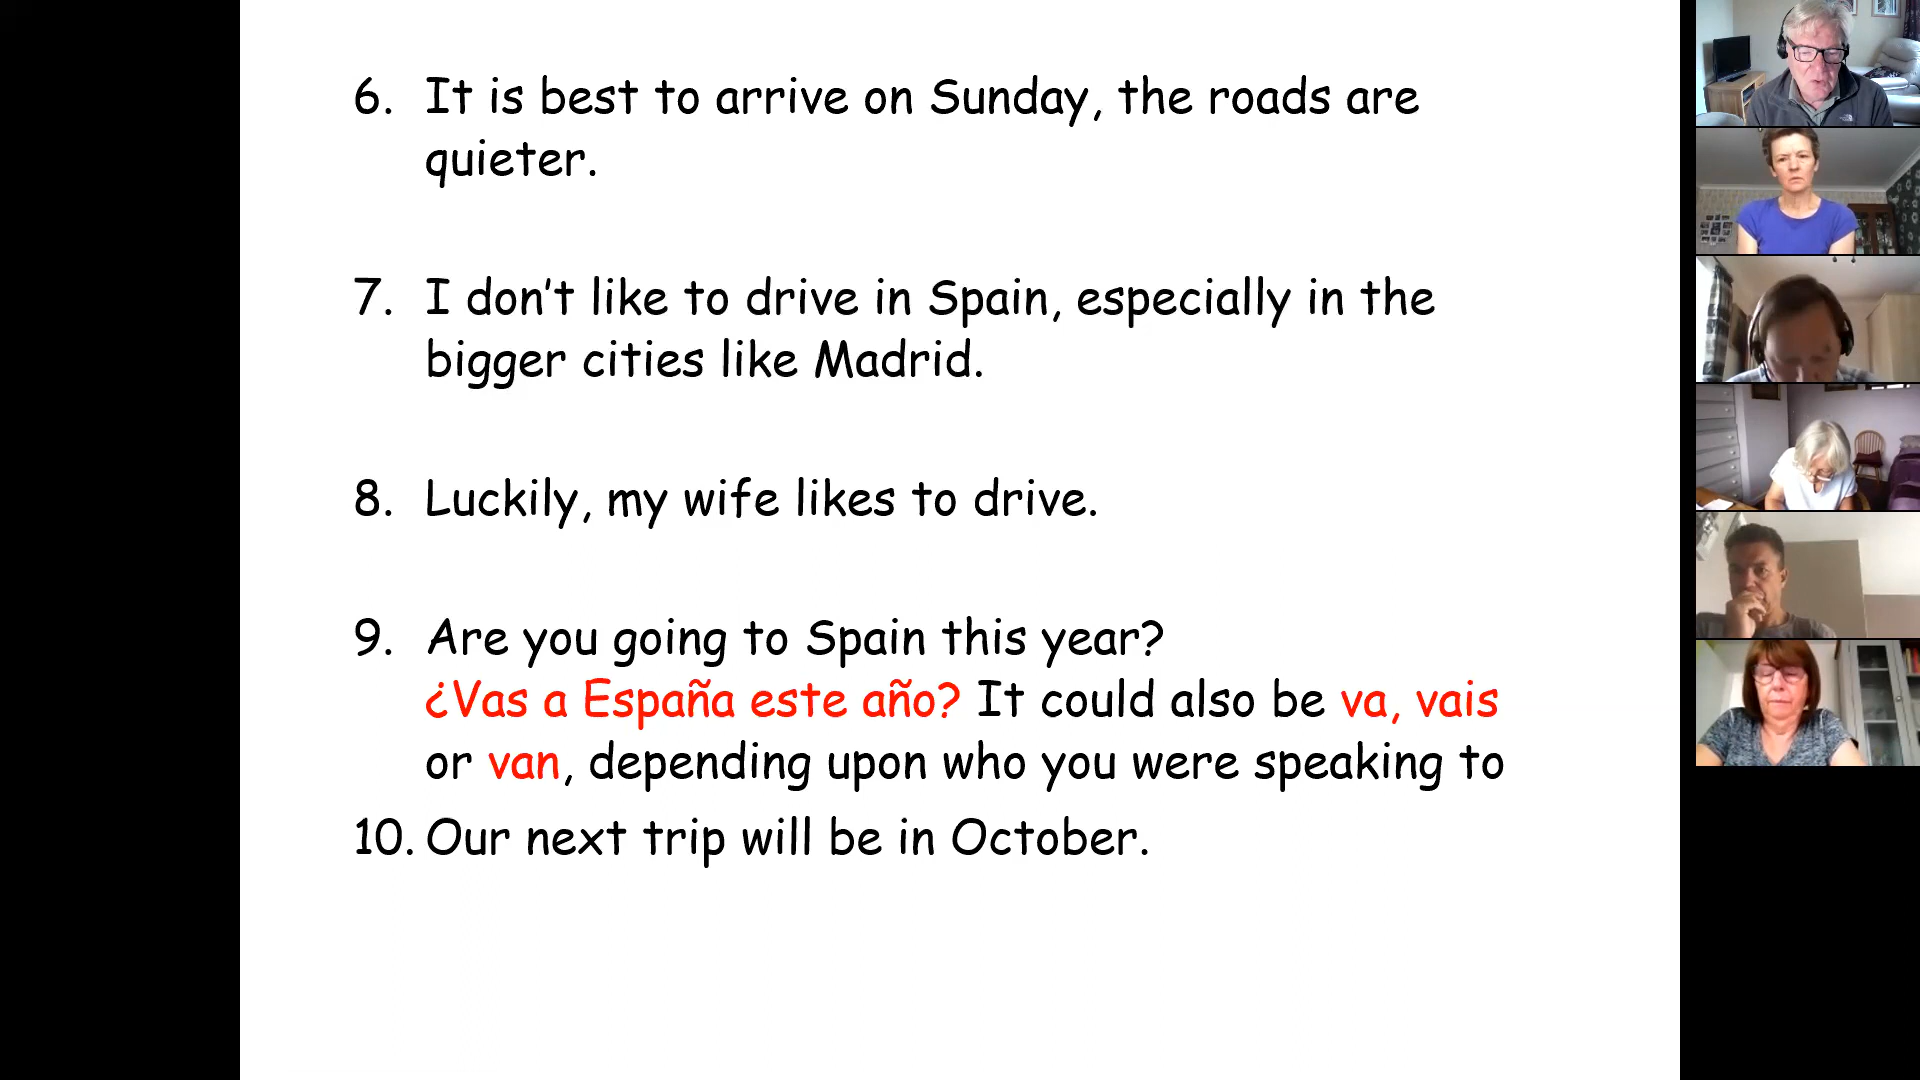 6. It is best to arrive on Sunday, the roads are
quieter.
7. I don’t like to drive in Spain, especially in the
bigger cities like Madrid.
8. Luckily, my wife likes to drive.
9. Are you going to Spain this year?
¿Vas a España este año? It could also be va, vais
or van, depending upon who you were speaking to
10. Our next trip will be in October.